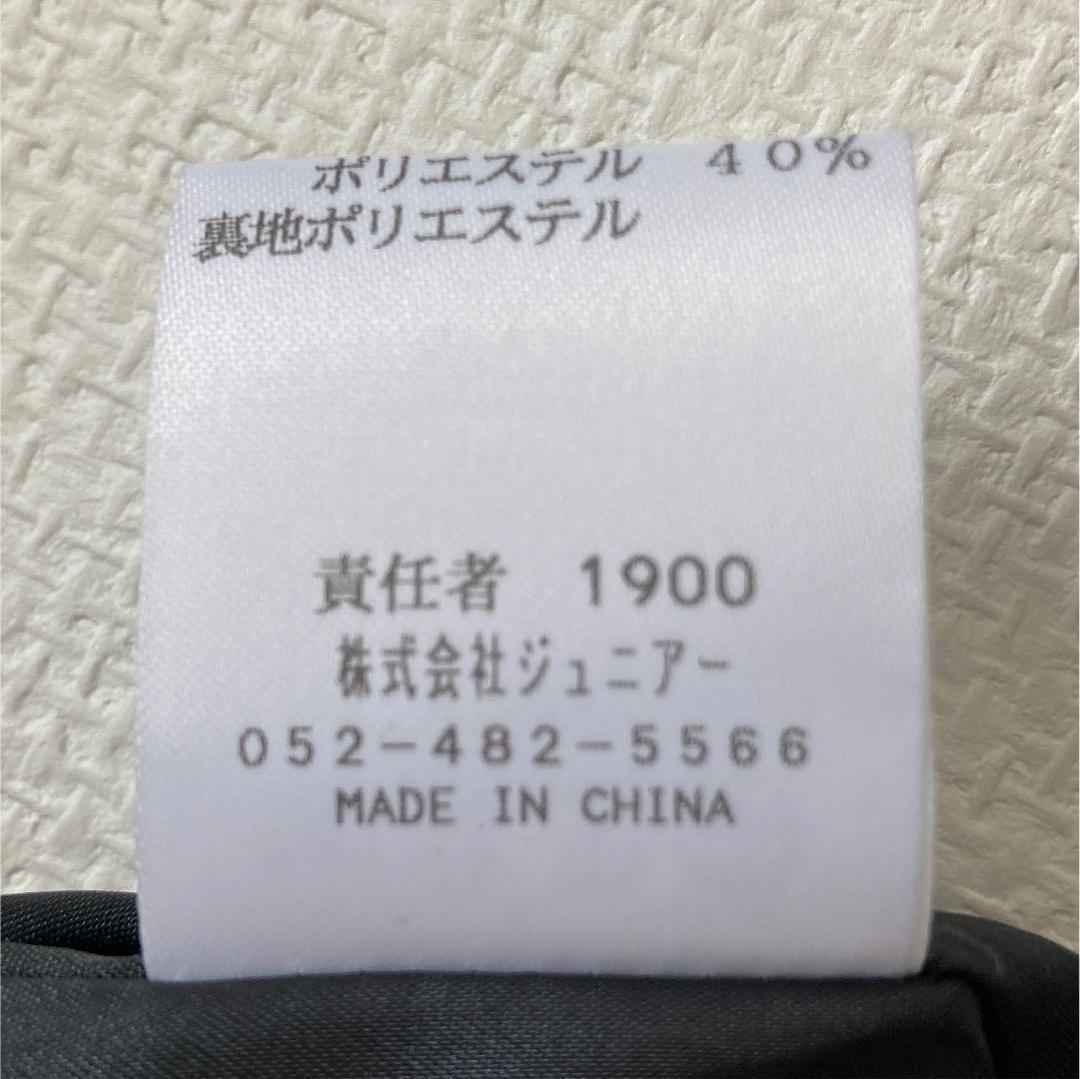 ポリエステル 40%
裏地ポリエステル
責任者 1900
株式会社ジュニアー
052-482-5566
MADE IN CHINA